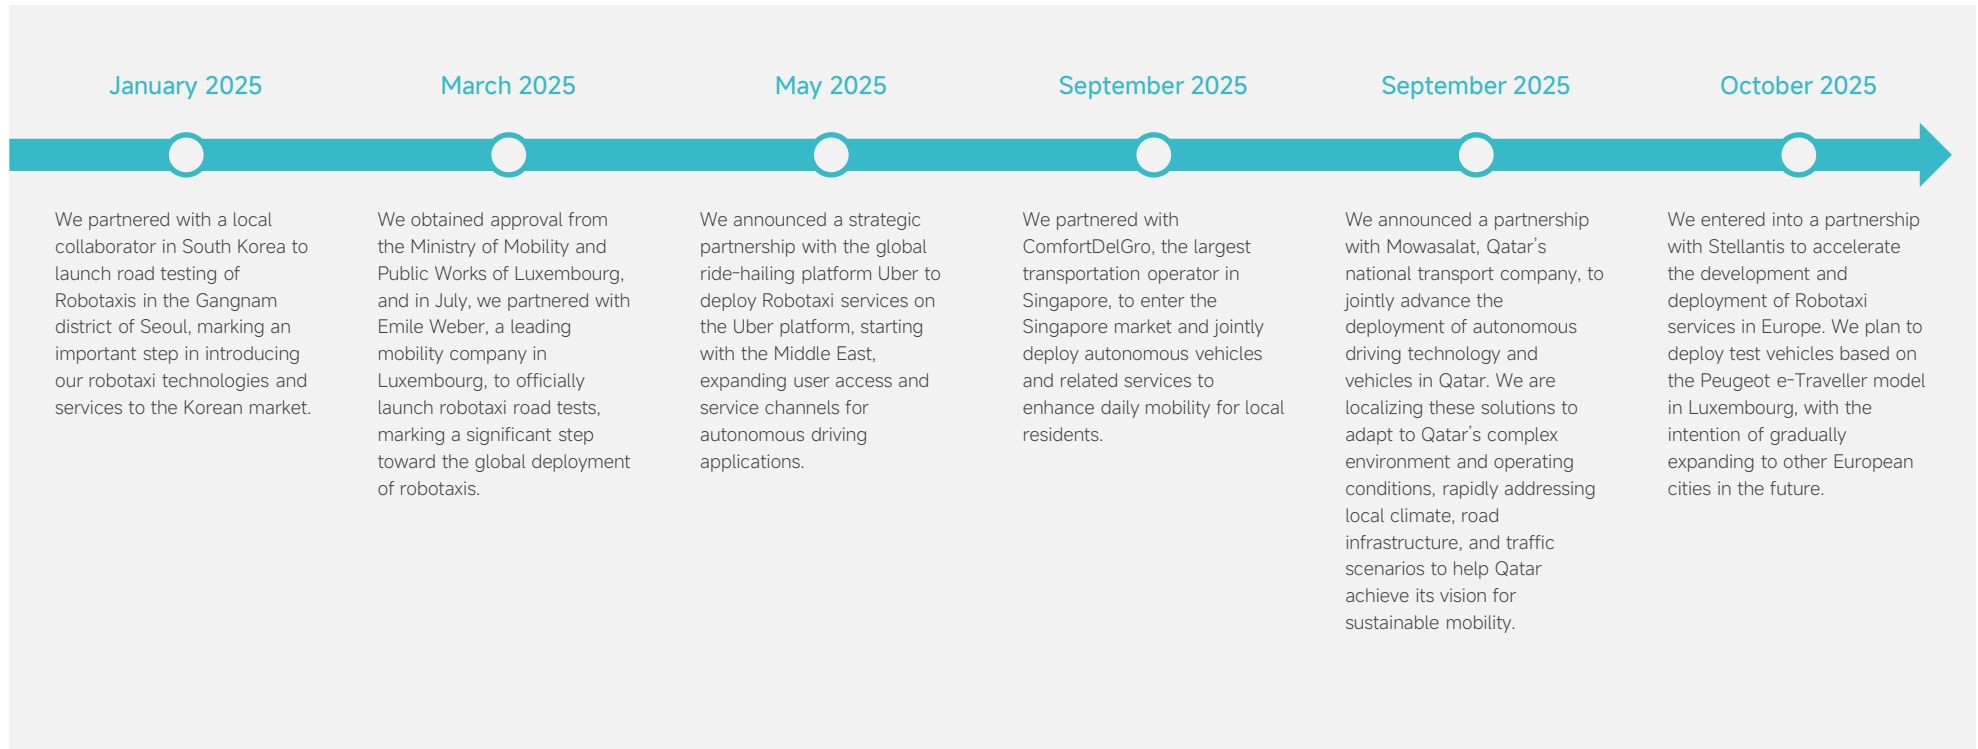 January 2025
We partnered with a local
collaborator in South Korea to
launch road testing of
Robotaxis in the Gangnam
district of Seoul, marking an
important step in introducing
our robotaxi technologies and
services to the Korean market.
March 2025
We obtained approval from
the Ministry of Mobility and
Public Works of Luxembourg,
and in July, we partnered with
Emile Weber, a leading
mobility company in
Luxembourg, to officially
launch robotaxi road tests,
marking a significant step
toward the global deployment
of robotaxis.
May 2025
We announced a strategic
partnership with the global
ride-hailing platform Uber to
deploy Robotaxi services on
the Uber platform, starting
with the Middle East,
expanding user access and
service channels for
autonomous driving
applications.
September 2025
We partnered with
ComfortDelGro, the largest
transportation operator in
Singapore, to enter the
Singapore market and jointly
deploy autonomous vehicles
and related services to
enhance daily mobility for local
residents.
September 2025
We announced a partnership
with Mowasalat, Qatar's
national transport company, to
jointly advance the
deployment of autonomous
driving technology and
vehicles in Qatar. We are
localizing these solutions to
adapt to Qatar's complex
environment and operating
conditions, rapidly addressing
local climate, road
infrastructure, and traffic
scenarios to help Qatar
achieve its vision for
sustainable mobility.
October 2025
We entered into a partnership
with Stellantis to accelerate
the development and
deployment of Robotaxi
services in Europe. We plan to
deploy test vehicles based on
the Peugeot e-Traveller model
in Luxembourg, with the
intention of gradually
expanding to other European
cities in the future.